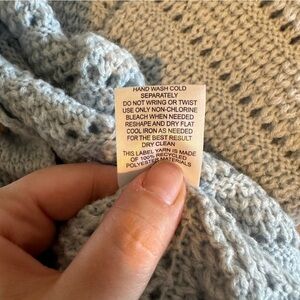 HAND WASH COLD
SEPARATELY
DO NOT WRING OR TWIST
USE ONLY NON-CHLORINE
BLEACH WHEN NEEDED
RESHAPE AND DRY FLAT
COOL IRON AS NEEDED
FOR THE BEST RESULT
DRY CLEAN
THIS LABEL YARN IS MADE
OF 100% RECYCLED
POLYESTER MATERIALS